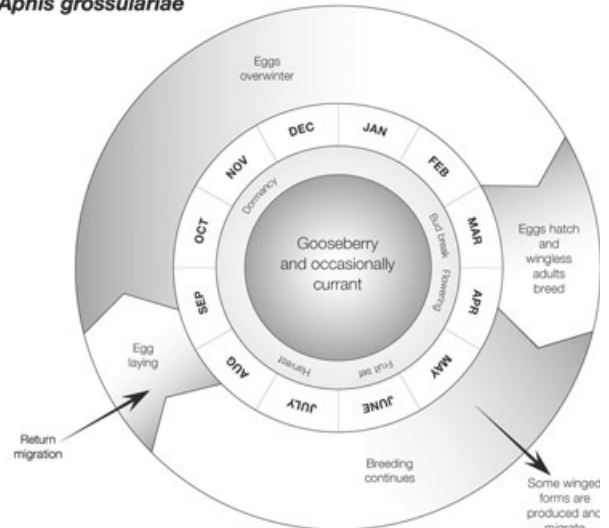 Aphis grossulariae
Eggs
overwinter
DEC
JAN
FEB
MAR
APR
MAY
JUNE
JULY
AUG
SEP
OCT
NOV
Dormancy
Bud break
Flowering
Fruit set
Harvest
Gooseberry
and occasionally
currant
Eggs hatch
and
wingless
adults
breed
Egg
laying
Return
migration
Breeding
continues
Some winged
forms are
produced and
migrate